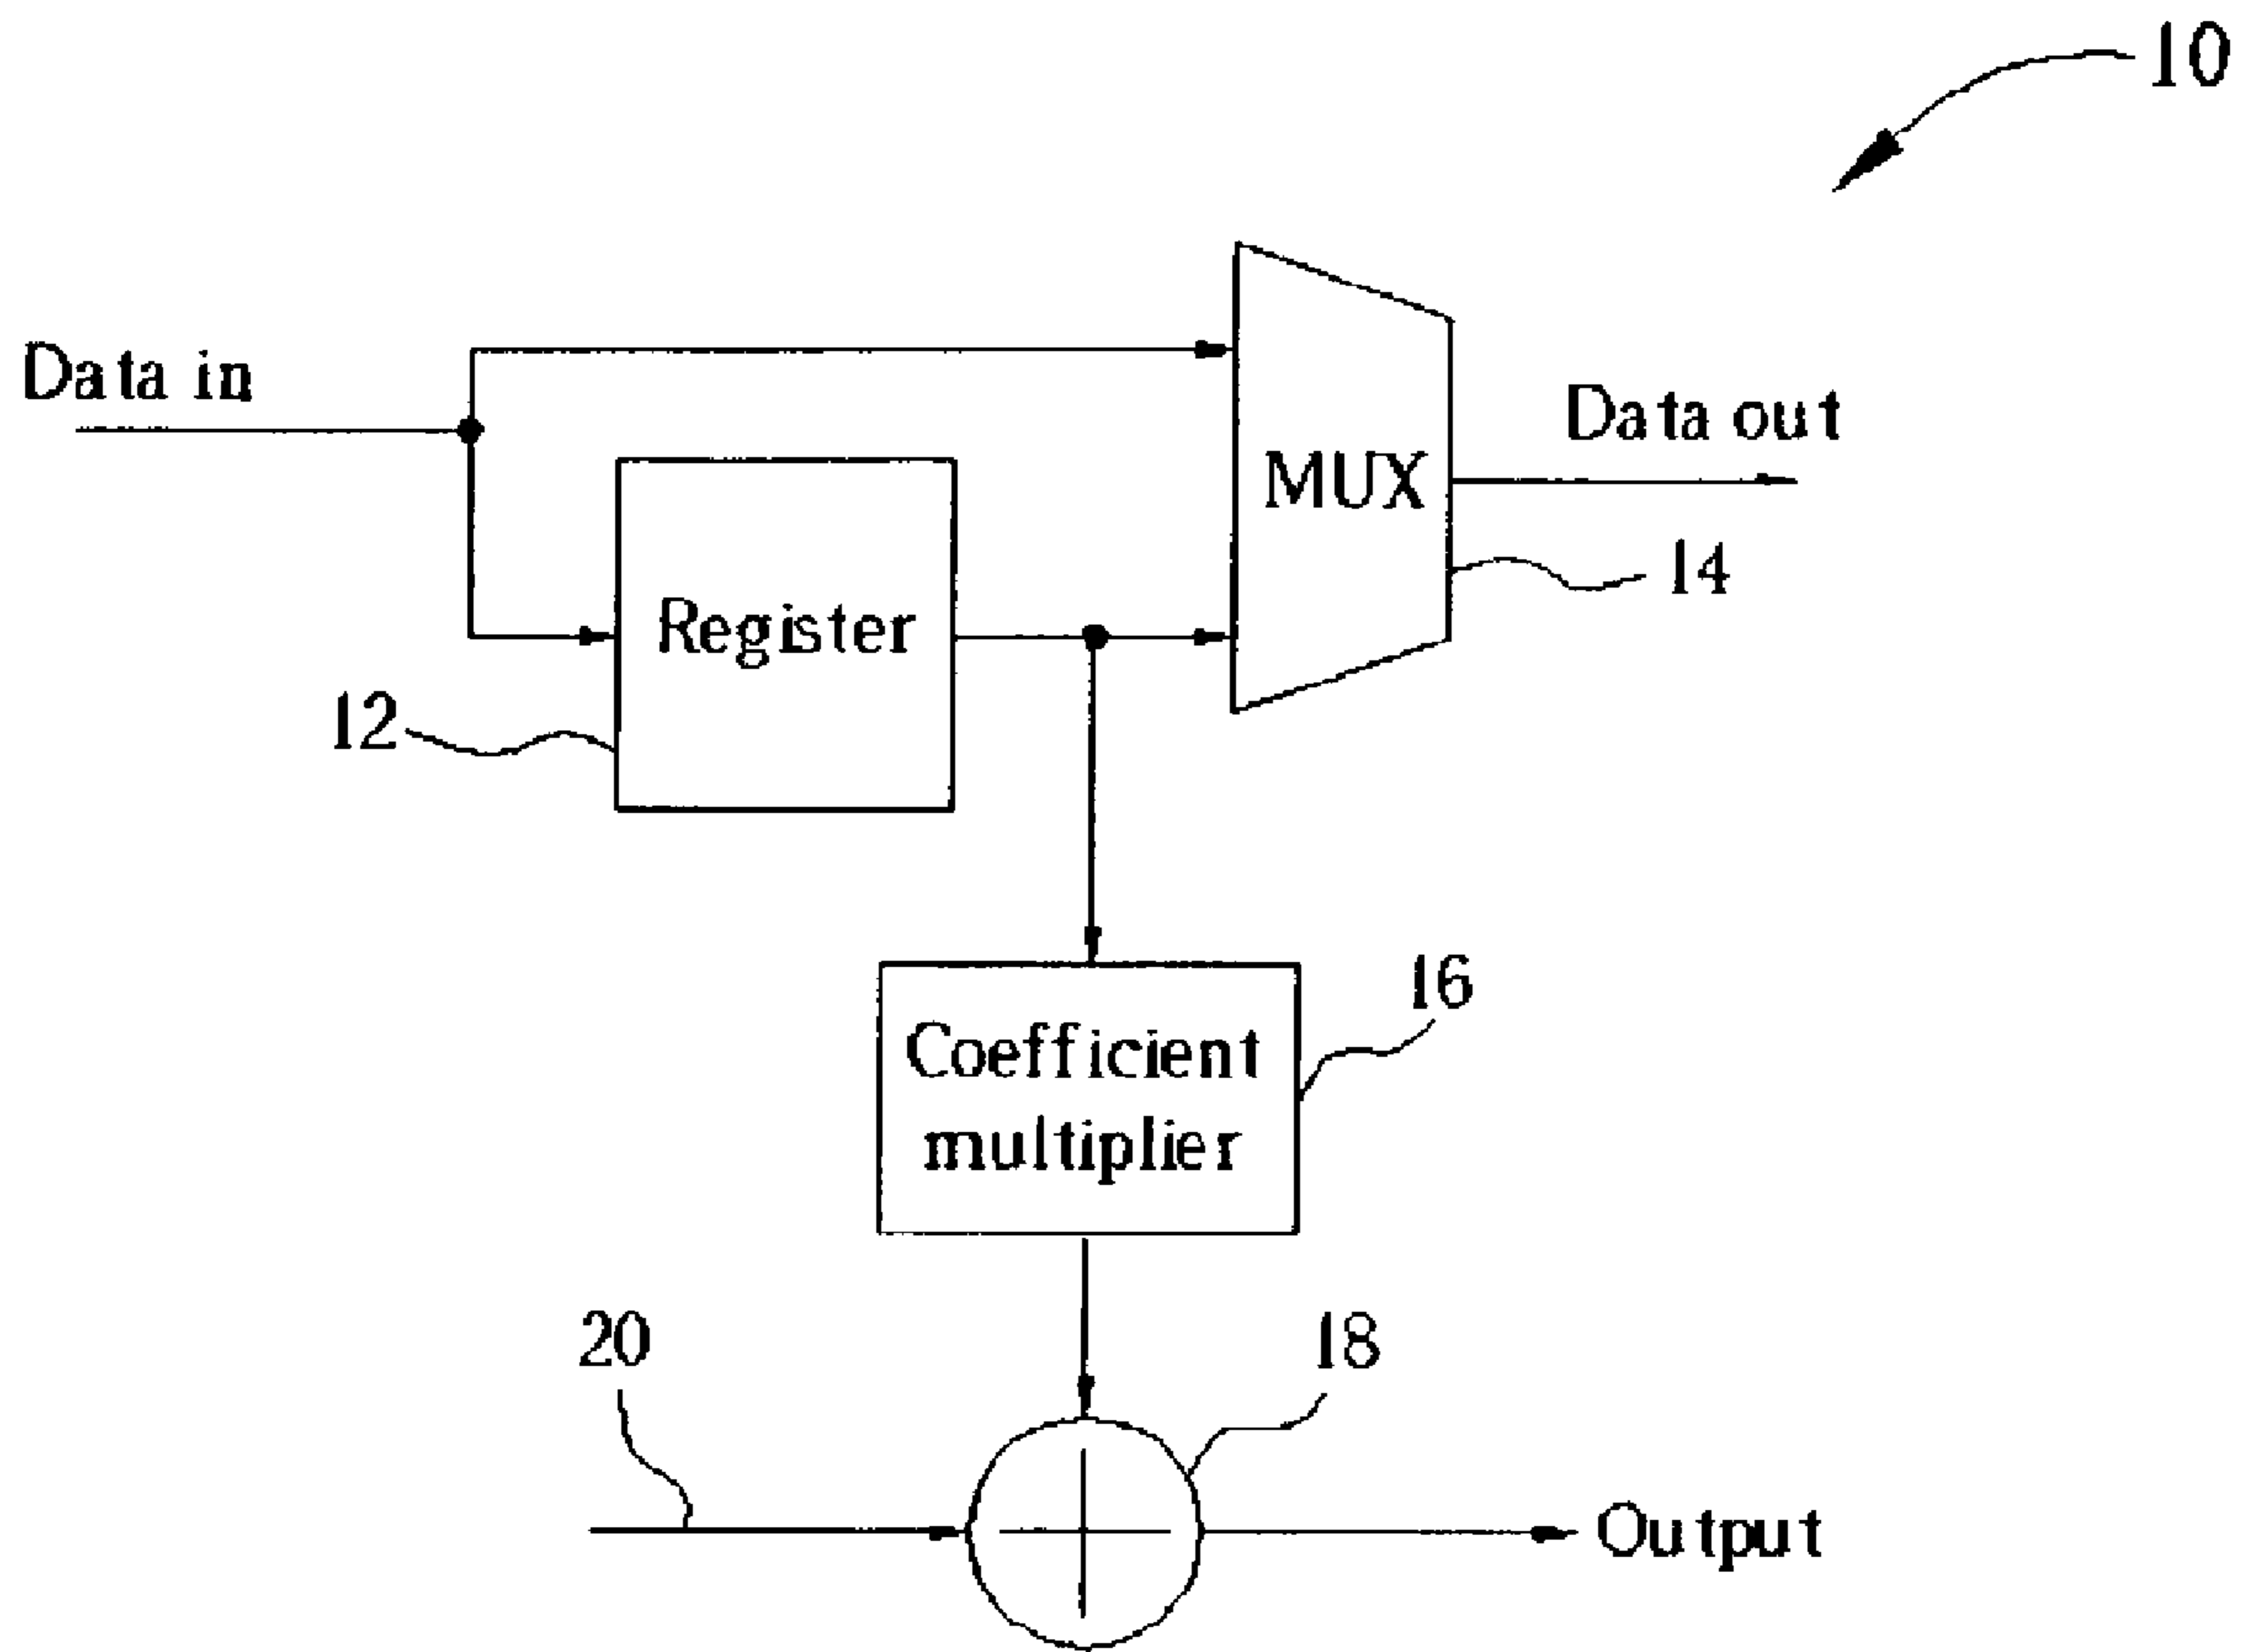 10
Data in
Data out
MUX
14
Register
12
16
Coefficient
multiplier
20
18
Output